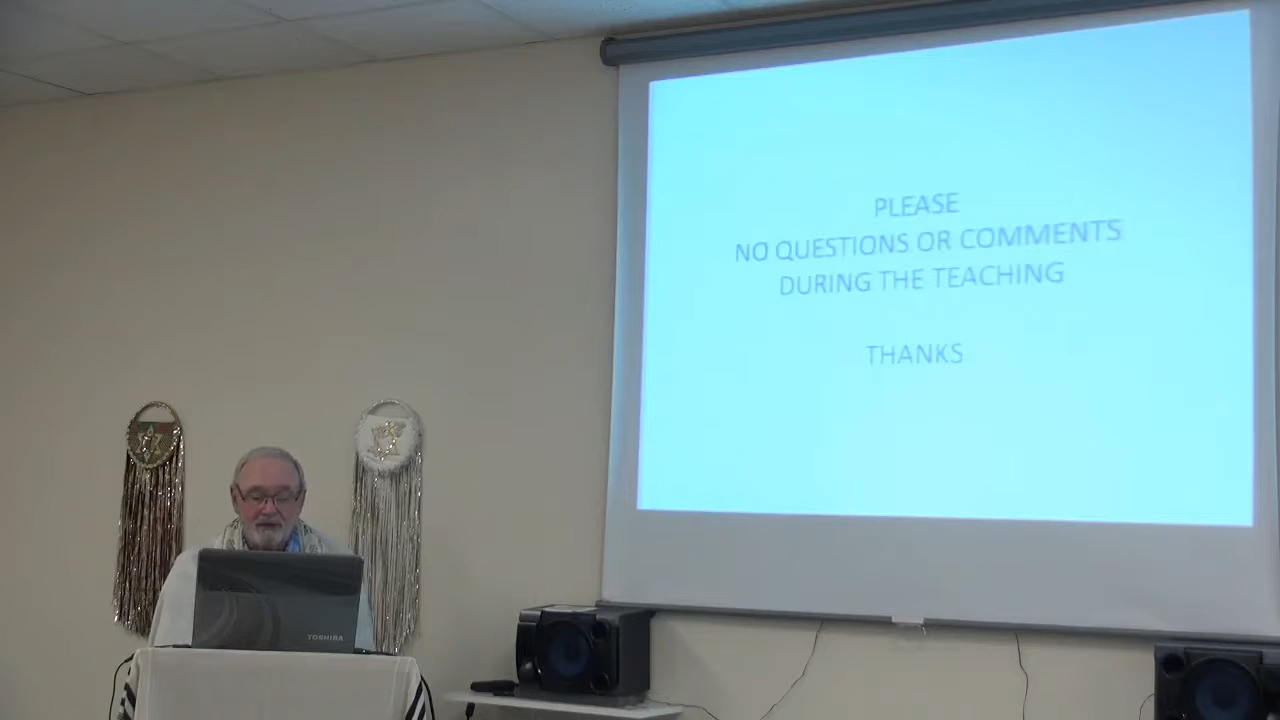 PLEASE
NO QUESTIONS OR COMMENTS
DURING THE TEACHING
THANKS
TOSHIBA